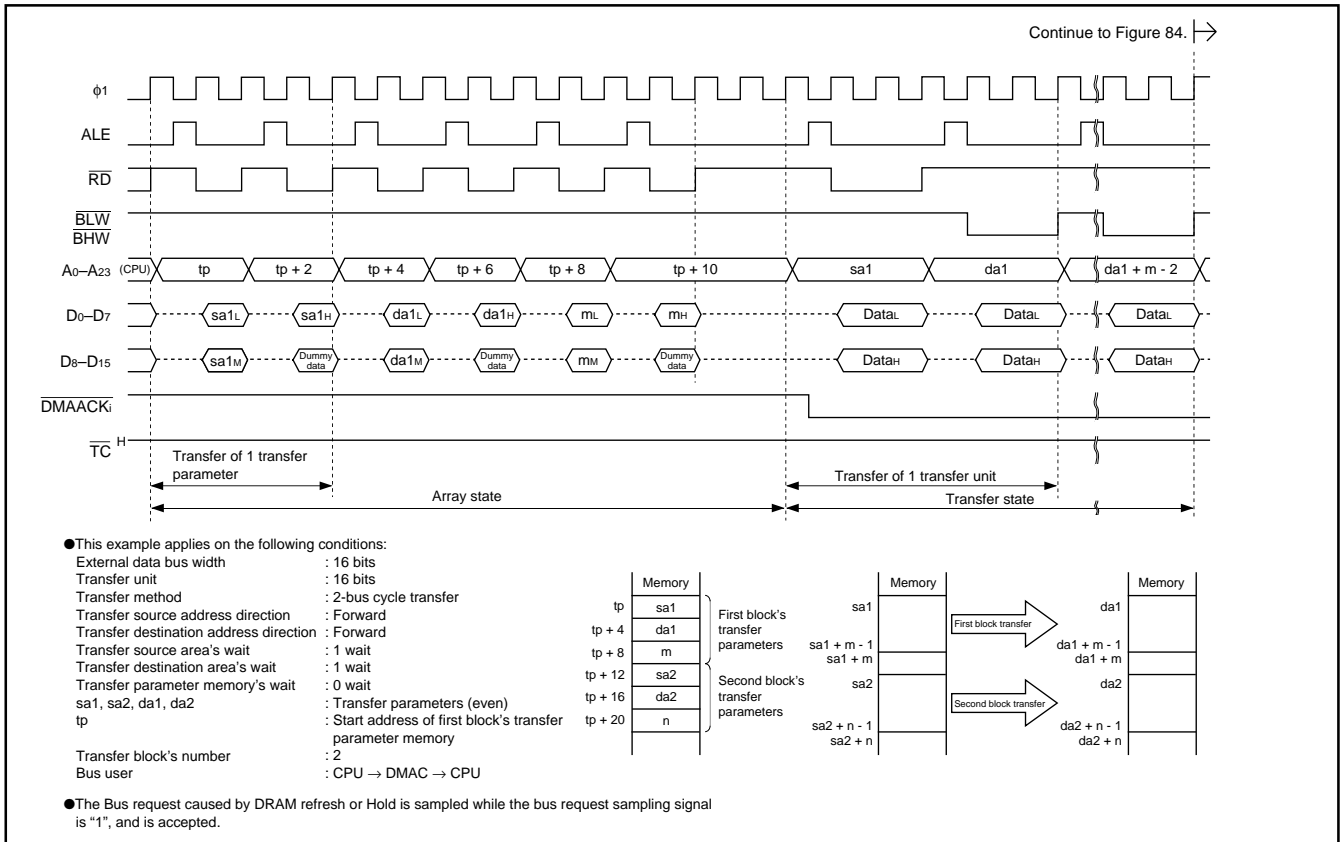 Continue to Figure 84.
ϕ1
ALE
RD
BLW
BHW
A0–A23 (CPU) tp tp + 2 tp + 4 tp + 6 tp + 8 tp + 10 sa1 da1 da1 + m - 2
D0–D7 sa1L sa1H da1L da1H mL mH DataL DataL DataL
D8–D15 sa1M Dummy data da1M Dummy data mM Dummy data DataH DataH DataH
DMAACKi
TC H
Transfer of 1 transfer
parameter
Transfer of 1 transfer unit
Array state
Transfer state
●This example applies on the following conditions:
External data bus width : 16 bits
Transfer unit : 16 bits
Transfer method : 2-bus cycle transfer
Transfer source address direction : Forward
Transfer destination address direction : Forward
Transfer source area's wait : 1 wait
Transfer destination area's wait : 1 wait
Transfer parameter memory's wait : 0 wait
sa1, sa2, da1, da2 : Transfer parameters (even)
tp : Start address of first block's transfer
parameter memory
Transfer block's number : 2
Bus user : CPU → DMAC → CPU
●The Bus request caused by DRAM refresh or Hold is sampled while the bus request sampling signal
is “1”, and is accepted.
Memory
tp sa1
tp + 4 da1
tp + 8 m
tp + 12 sa2
tp + 16 da2
tp + 20 n
First block's
transfer
parameters
Second block's
transfer
parameters
Memory
sa1
sa1 + m - 1
sa1 + m
sa2
sa2 + n - 1
sa2 + n
First block transfer
Second block transfer
Memory
da1
da1 + m - 1
da1 + m
da2
da2 + n - 1
da2 + n